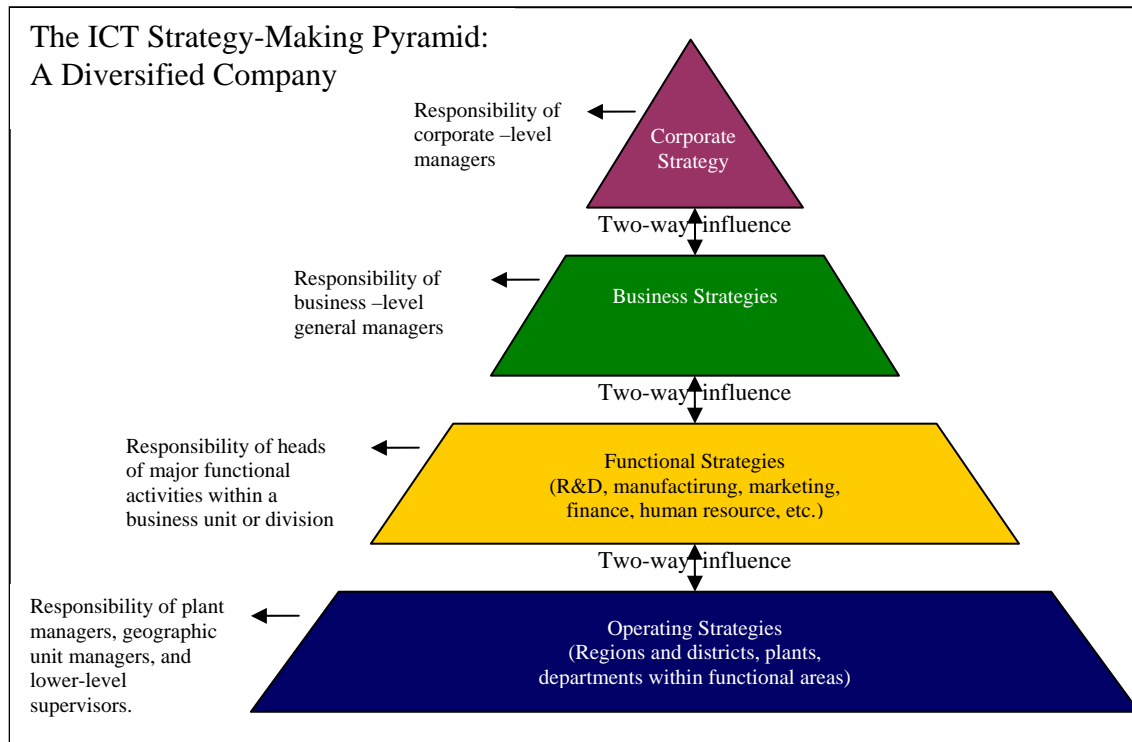 The ICT Strategy-Making Pyramid:
A Diversified Company
Responsibility of
corporate –level
managers
Corporate
Strategy
Two-way influence
Responsibility of
business –level
general managers
Business Strategies
Two-way influence
Responsibility of heads
of major functional
activities within a
business unit or division
Functional Strategies
(R&D, manufactirung, marketing,
finance, human resource, etc.)
Two-way influence
Responsibility of plant
managers, geographic
unit managers, and
lower-level
supervisors.
Operating Strategies
(Regions and districts, plants,
departments within functional areas)